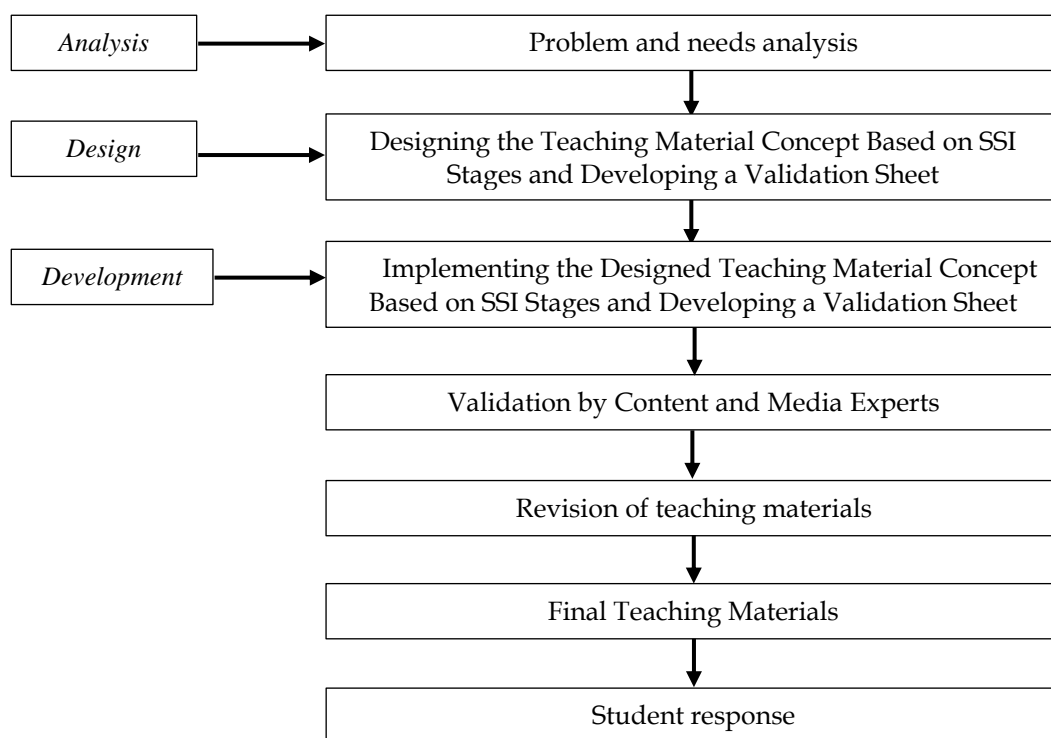 Analysis
Problem and needs analysis
Design
Designing the Teaching Material Concept Based on SSI
Stages and Developing a Validation Sheet
Development
Implementing the Designed Teaching Material Concept
Based on SSI Stages and Developing a Validation Sheet
Validation by Content and Media Experts
Revision of teaching materials
Final Teaching Materials
Student response